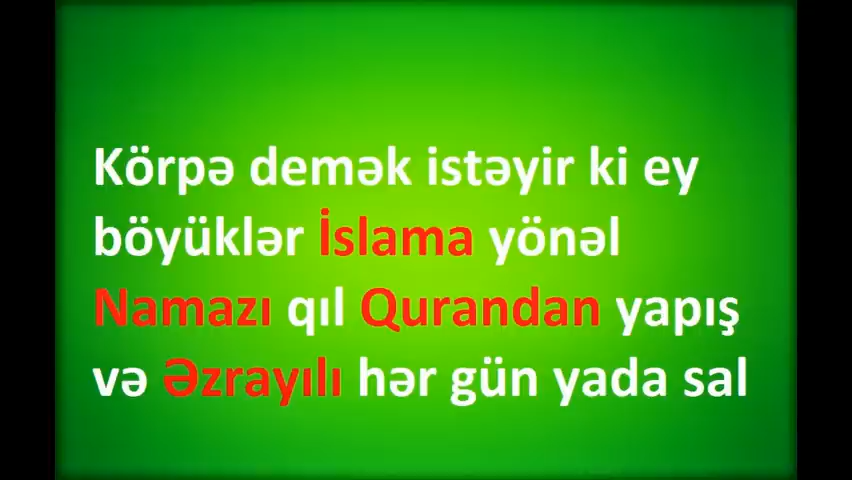 Körpə demək istəyir ki ey
böyüklər İslama yönəl
Namazı qıl Qurandan yapış
və Əzrayılı hər gün yada sal